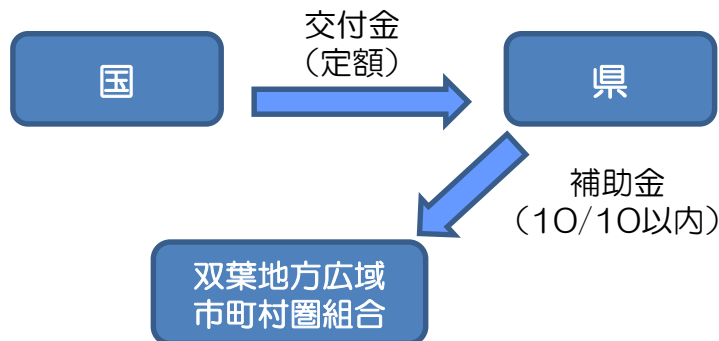 交付金
（定額）
国
県
補助金
（10/10以内）
双葉地方広域
市町村圏組合